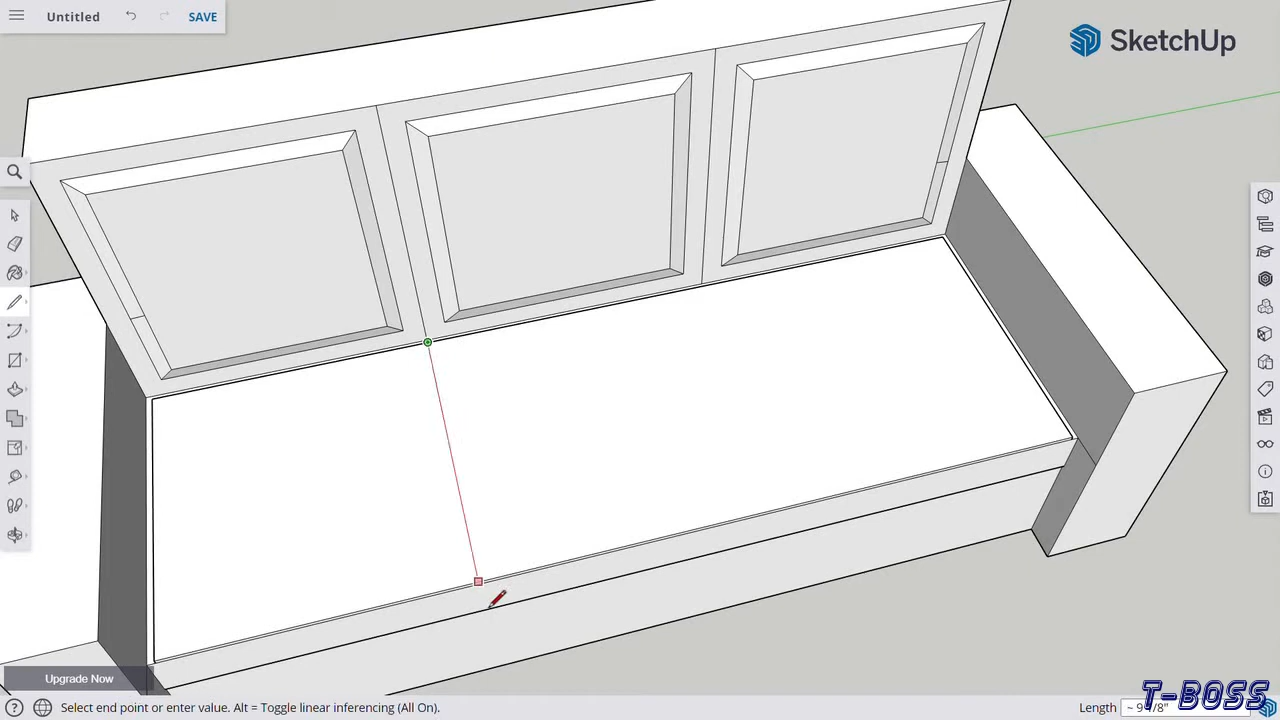 Untitled
SAVE
SketchUp
Upgrade Now
Select end point or enter value. Alt = Toggle linear inferencing (All On).
Length
T-BOSS